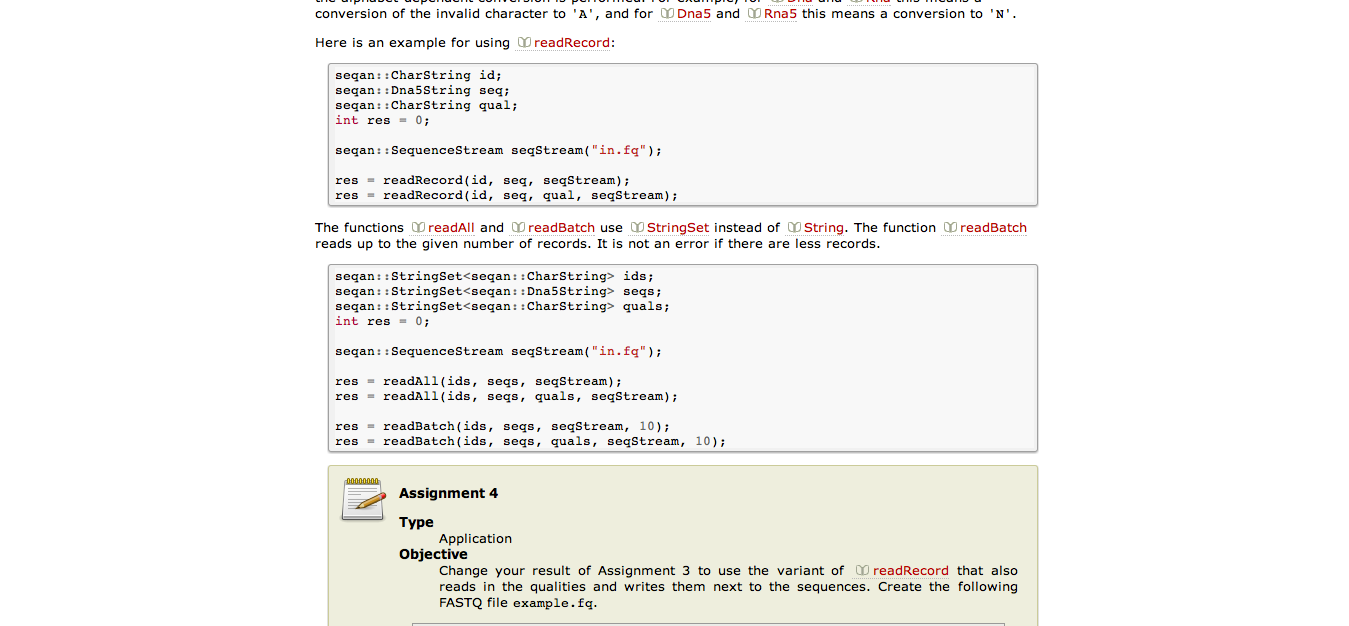 conversion of the invalid character to 'A', and for Dna5 and Rna5 this means a conversion to 'N'.
Here is an example for using readRecord:
seqan::CharString id;
seqan::Dna5String seq;
seqan::CharString qual;
int res = 0;
seqan::SequenceStream seqStream("in.fq");
res = readRecord(id, seq, seqStream);
res = readRecord(id, seq, qual, seqStream);
The functions readAll and readBatch use StringSet instead of String. The function readBatch
reads up to the given number of records. It is not an error if there are less records.
seqan::StringSet<seqan::CharString> ids;
seqan::StringSet<seqan::Dna5String> seqs;
seqan::StringSet<seqan::CharString> quals;
int res = 0;
seqan::SequenceStream seqStream("in.fq");
res = readAll(ids, seqs, seqStream);
res = readAll(ids, seqs, quals, seqStream);
res = readBatch(ids, seqs, seqStream, 10);
res = readBatch(ids, seqs, quals, seqStream, 10);
Assignment 4
Type
Application
Objective
Change your result of Assignment 3 to use the variant of readRecord that also
reads in the qualities and writes them next to the sequences. Create the following
FASTQ file example.fq.